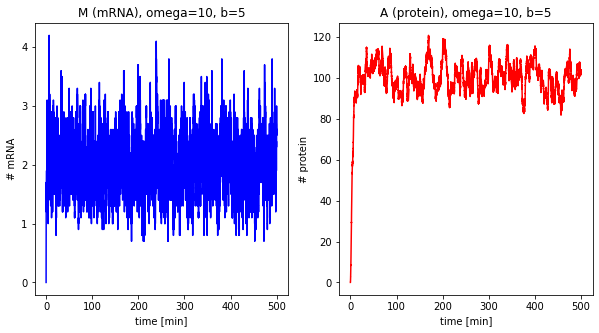 M (mRNA), omega=10, b=5
# mRNA
4
3
2
1
0
0 100 200 300 400 500
time [min]
A (protein), omega=10, b=5
# protein
120
100
80
60
40
20
0
0 100 200 300 400 500
time [min]